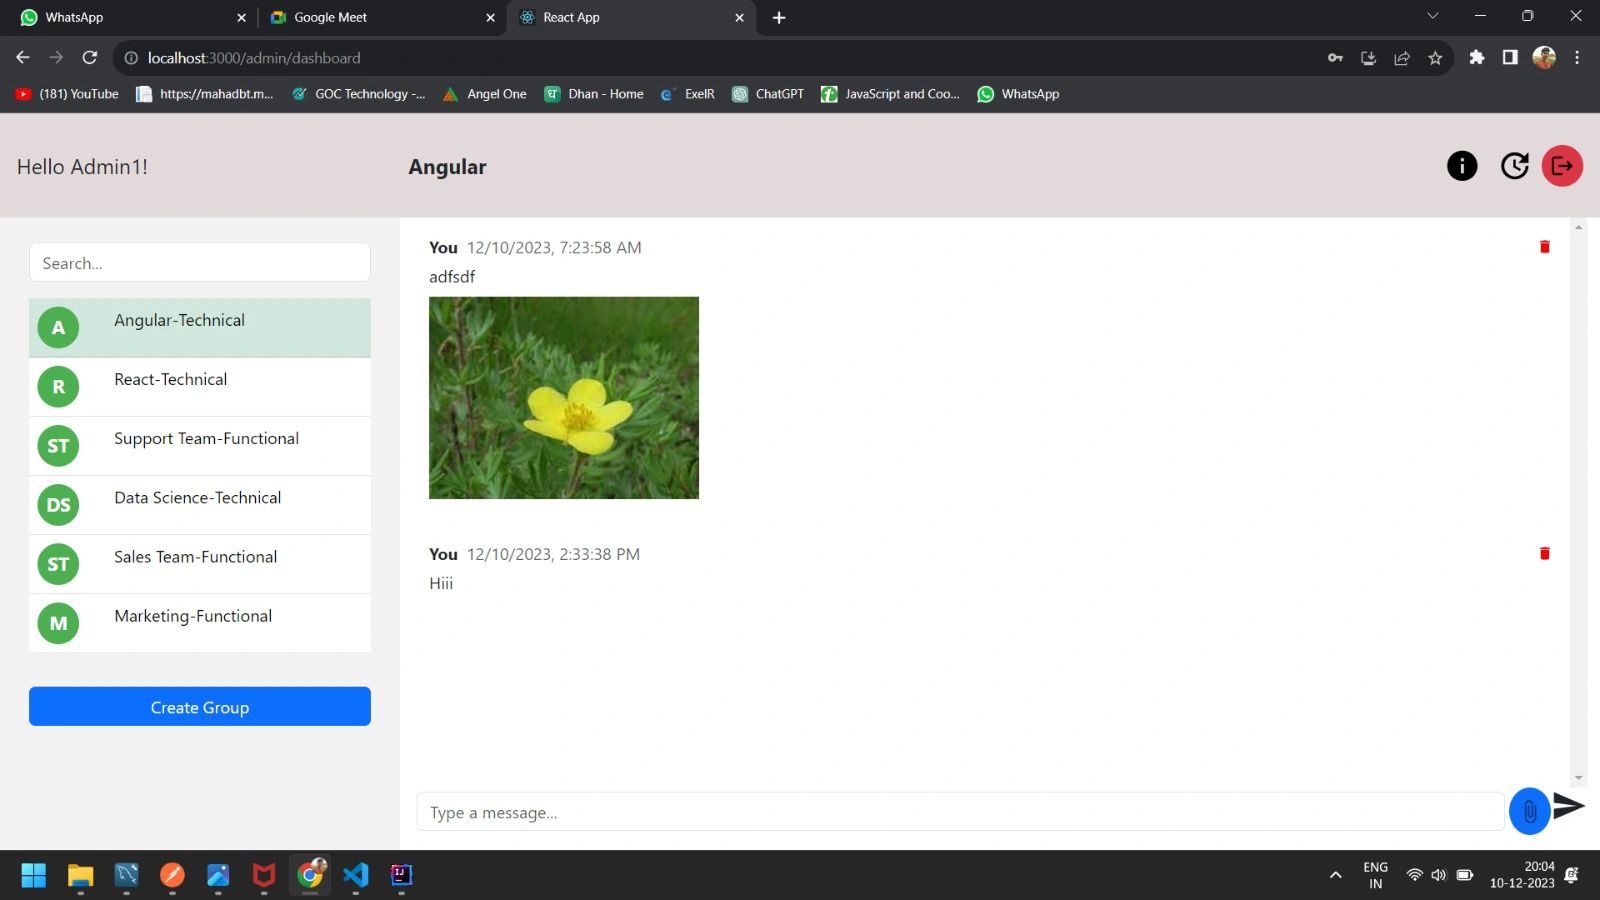 WhatsApp
Google Meet
React App
localhost:3000/admin/dashboard
(181) YouTube
https://mahadbt.m...
GOC Technology -...
Angel One
Dhan - Home
ExelR
ChatGPT
JavaScript and Coo...
WhatsApp
Hello Admin1!
Angular
Search...
A Angular-Technical
R React-Technical
ST Support Team-Functional
DS Data Science-Technical
ST Sales Team-Functional
M Marketing-Functional
Create Group
You 12/10/2023, 7:23:58 AM
adfsdf
You 12/10/2023, 2:33:38 PM
Hiii
Type a message...
ENG
IN
20:04
10-12-2023